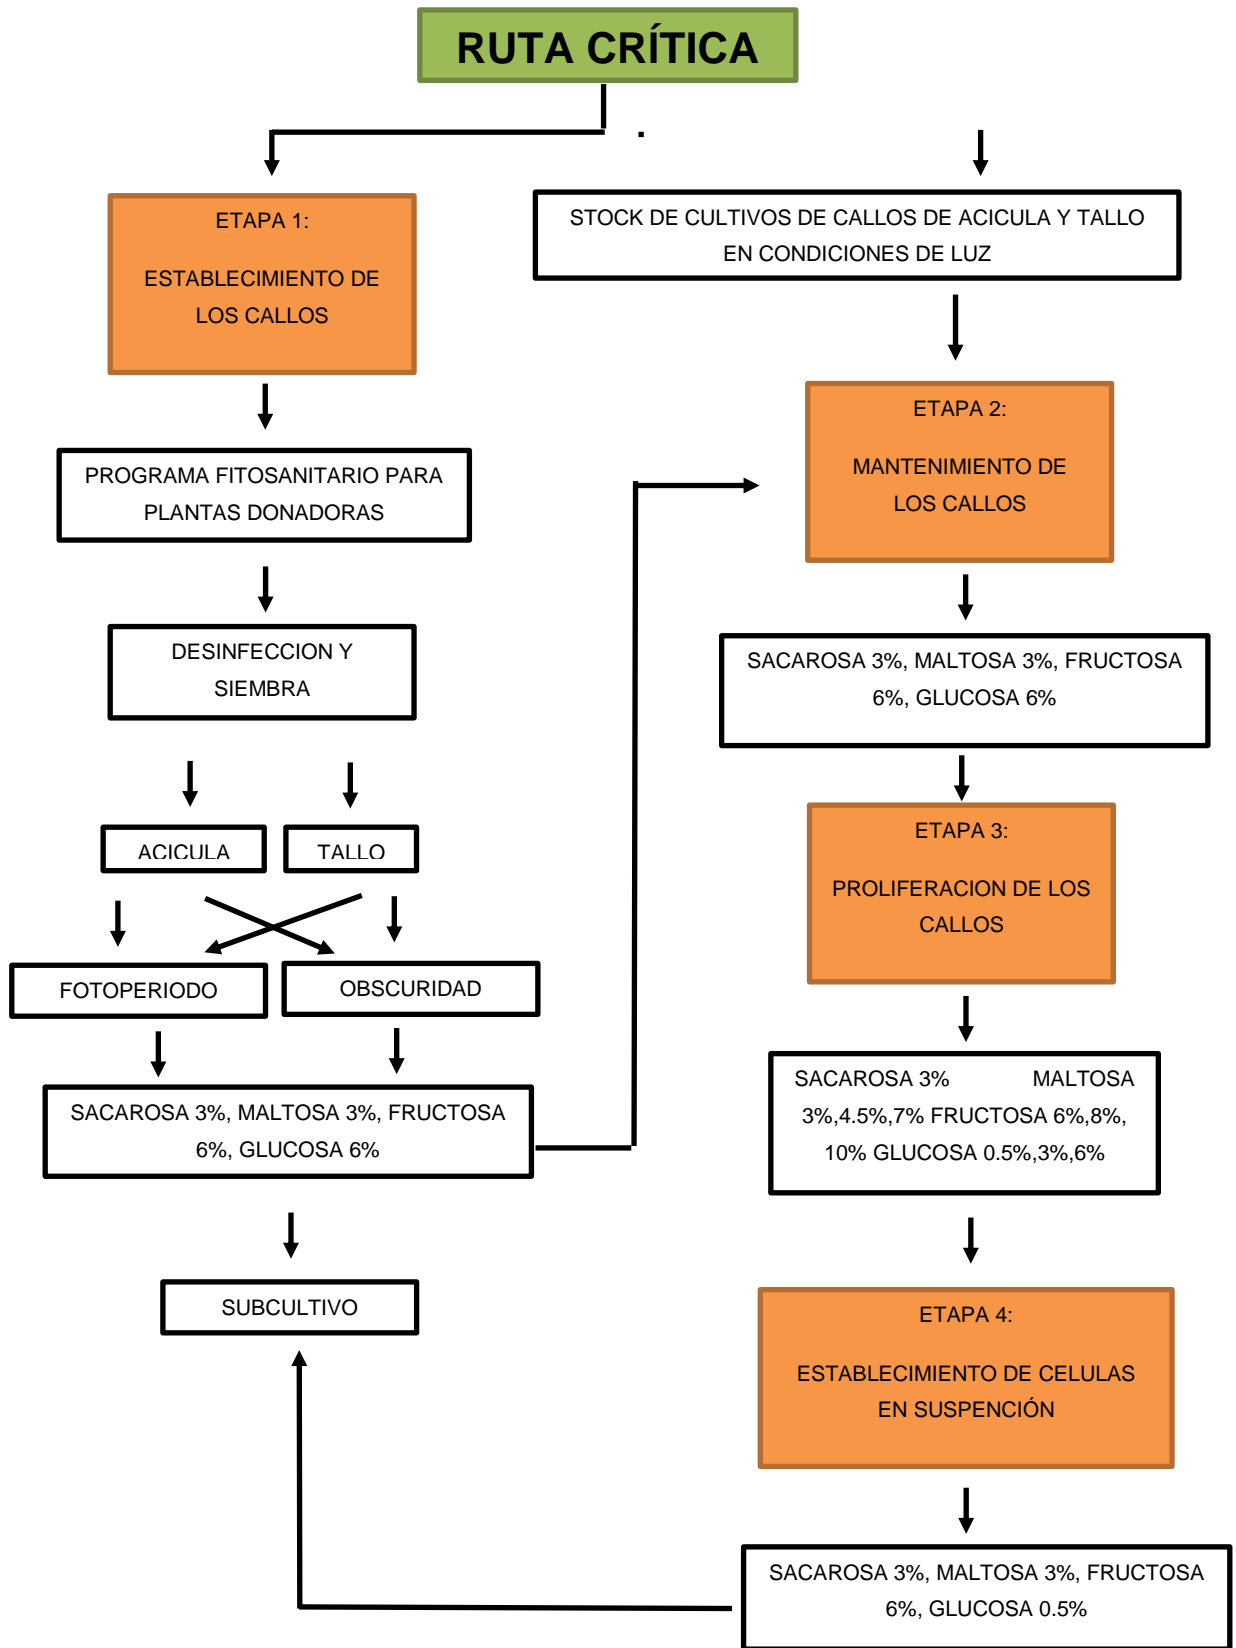 RUTA CRÍTICA
.
ETAPA 1:
ESTABLECIMIENTO DE
LOS CALLOS
PROGRAMA FITOSANITARIO PARA
PLANTAS DONADORAS
DESINFECCION Y
SIEMBRA
ACICULA
TALLO
FOTOPERIODO
OBSCURIDAD
SACAROSA 3%, MALTOSA 3%, FRUCTOSA
6%, GLUCOSA 6%
SUBCULTIVO
STOCK DE CULTIVOS DE CALLOS DE ACICULA Y TALLO
EN CONDICIONES DE LUZ
ETAPA 2:
MANTENIMIENTO DE
LOS CALLOS
SACAROSA 3%, MALTOSA 3%, FRUCTOSA
6%, GLUCOSA 6%
ETAPA 3:
PROLIFERACION DE LOS
CALLOS
SACAROSA 3% MALTOSA
3%,4.5%,7% FRUCTOSA 6%,8%,
10% GLUCOSA 0.5%,3%,6%
ETAPA 4:
ESTABLECIMIENTO DE CELULAS
EN SUSPENCIÓN
SACAROSA 3%, MALTOSA 3%, FRUCTOSA
6%, GLUCOSA 0.5%